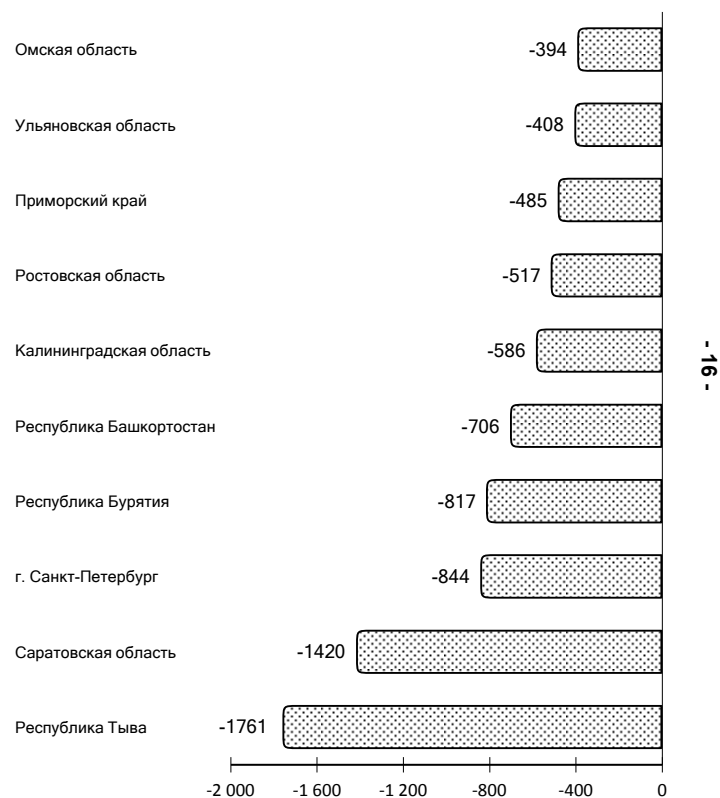 Омская область -394
Ульяновская область -408
Приморский край -485
Ростовская область -517
Калининградская область -586
Республика Башкортостан -706
Республика Бурятия -817
г. Санкт-Петербург -844
Саратовская область -1420
Республика Тыва -1761
-2 000 -1 600 -1 200 -800 -400 0
- 16 -